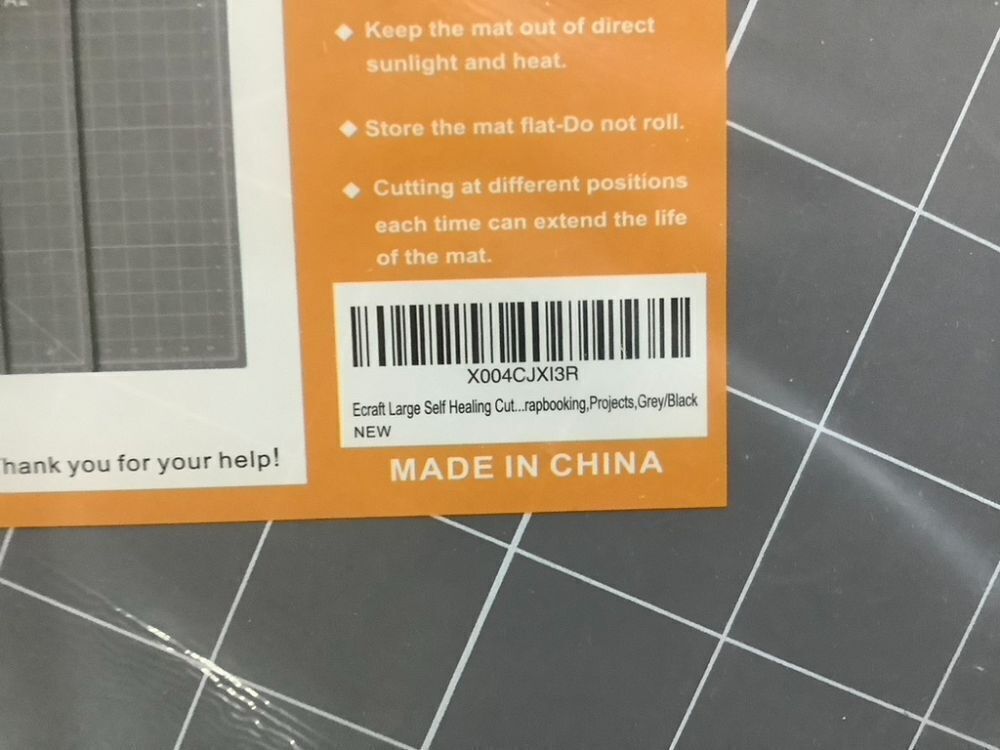 Keep the mat out of direct
sunlight and heat.
Store the mat flat-Do not roll.
Cutting at different positions
each time can extend the life
of the mat.
X004CJXI3R
Ecraft Large Self Healing Cut...rapbooking,Projects,Grey/Black
NEW
MADE IN CHINA
hank you for your help!